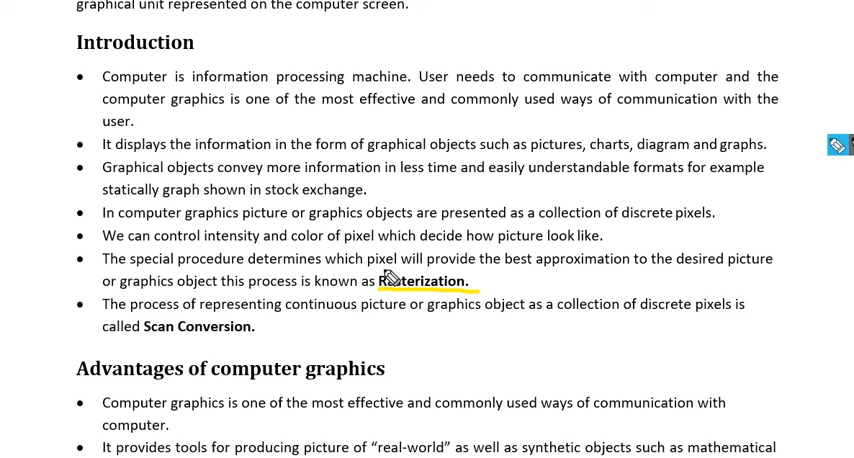 graphical unit represented on the computer screen.
Introduction
• Computer is information processing machine. User needs to communicate with computer and the
computer graphics is one of the most effective and commonly used ways of communication with the
user.
• It displays the information in the form of graphical objects such as pictures, charts, diagram and graphs.
• Graphical objects convey more information in less time and easily understandable formats for example
statically graph shown in stock exchange.
• In computer graphics picture or graphics objects are presented as a collection of discrete pixels.
• We can control intensity and color of pixel which decide how picture look like.
• The special procedure determines which pixel will provide the best approximation to the desired picture
or graphics object this process is known as Rasterization.
• The process of representing continuous picture or graphics object as a collection of discrete pixels is
called Scan Conversion.
Advantages of computer graphics
• Computer graphics is one of the most effective and commonly used ways of communication with
computer.
• It provides tools for producing picture of “real-world” as well as synthetic objects such as mathematical